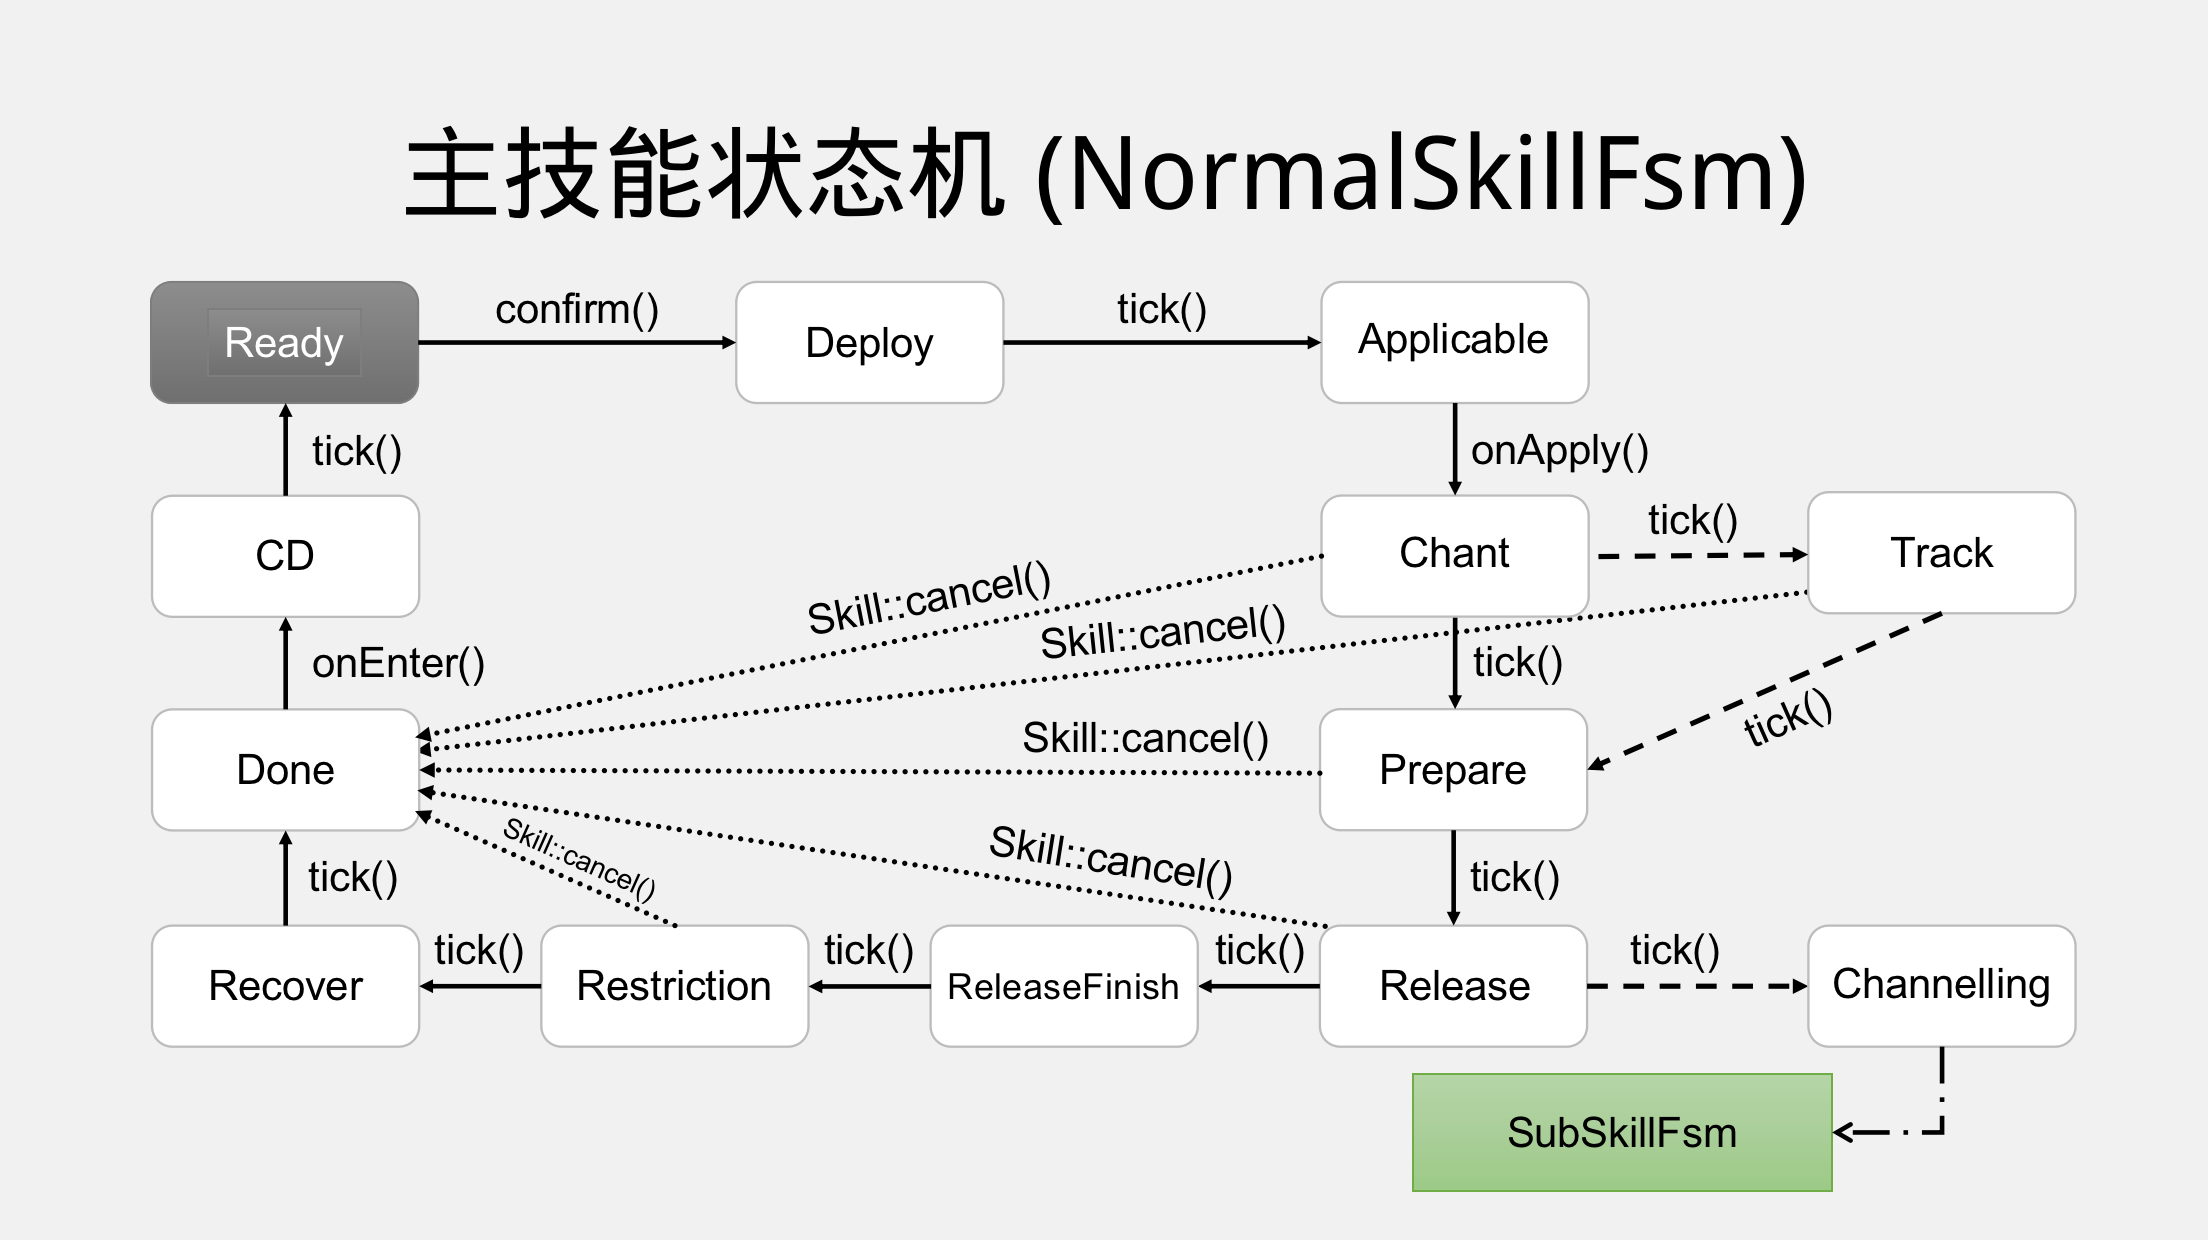 主技能状态机 (NormalSkillFsm)
Ready
confirm()
Deploy
tick()
Applicable
tick()
onApply()
CD
Chant
tick()
Track
Skill::cancel()
Skill::cancel()
onEnter()
tick()
tick()
Done
Skill::cancel()
Prepare
Skill::cancel()
Skill::cancel()
tick()
tick()
Recover
tick()
Restriction
tick()
ReleaseFinish
tick()
Release
tick()
Channelling
SubSkillFsm